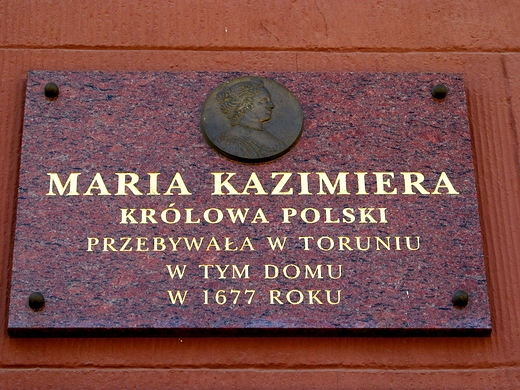 MARIA KAZIMIERA
KRÓLOWA POLSKI
PRZEBYWAŁA W TORUNIU
W TYM DOMU
W 1677 ROKU